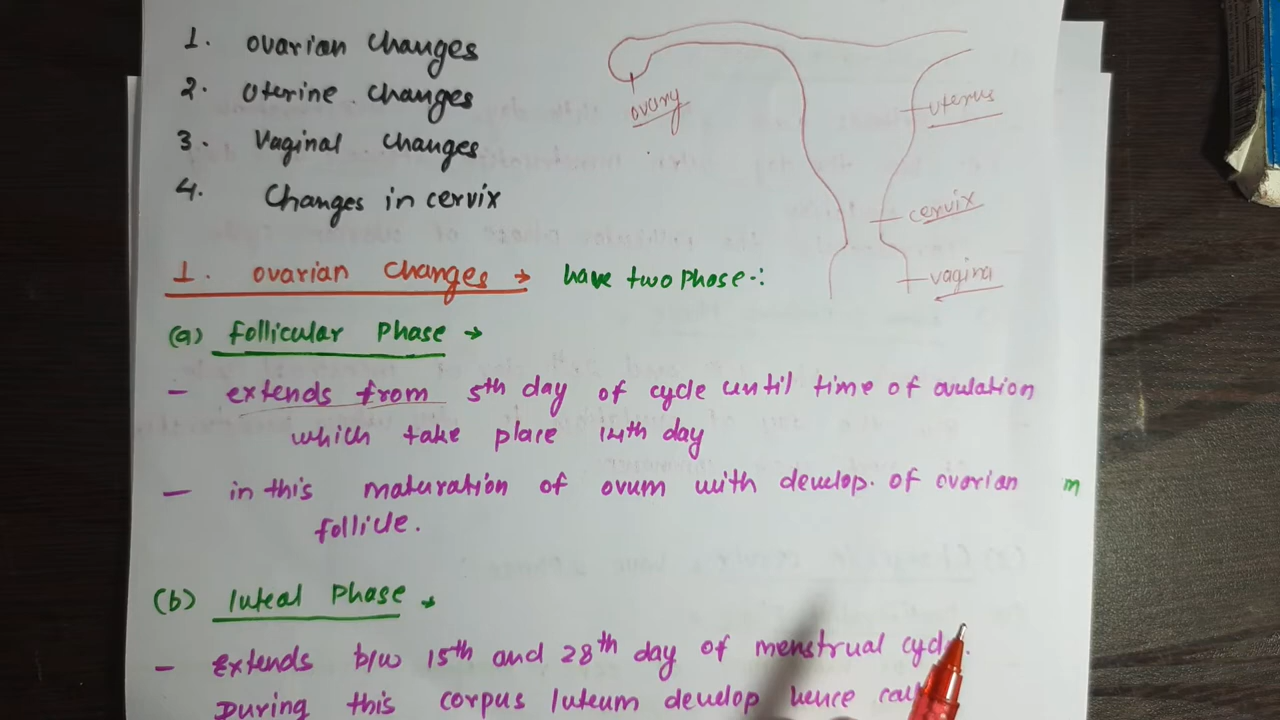 1. ovarian changes
2. Uterine changes
3. Vaginal changes
4. Changes in cervix
ovary
uterus
cervix
vagina
1. ovarian changes → have two phase-:
(a) follicular Phase →
- extends from 5th day of cycle until time of ovulation
which take place 14th day
- in this maturation of ovum with develop. of ovarian m
follicle.
(b) luteal Phase →
- Extends b/w 15th and 28th day of menstrual
During this corpus luteum develop hence